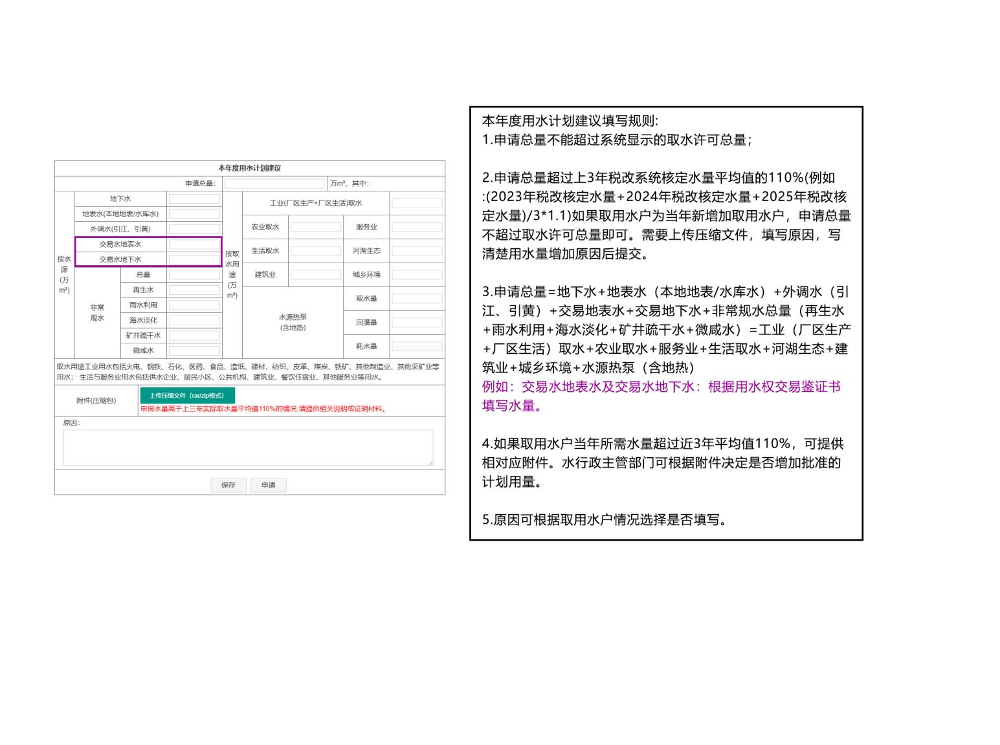 本年度用水计划建议
申请总量：
万m³，其中：
按水源(万m³)
地下水
地表水(本地地表/水库水)
外调水(引江、引黄)
交易水地表水
交易水地下水
非常规水
总量
再生水
雨水利用
海水淡化
矿井疏干水
微咸水
按取水用途(万m³)
工业(厂区生产+厂区生活)取水
农业取水
服务业
生活取水
河湖生态
建筑业
城乡环境
水源热泵
(含地热)
取水量
回灌量
耗水量
取水用途工业用水包括火电、钢铁、石化、医药、食品、造纸、建材、纺织、皮革、煤炭、铁矿、其他制造业、其他采矿业等
用水； 生活与服务业用水包括供水企业、居民小区、公共机构、建筑业、餐饮住宿业、其他服务业等用水。
附件(压缩包)
上传压缩文件（rar/zip格式）
申报水量高于上三年实际取水量平均值110%的情况,请提供相关说明或证明材料。
原因：
保存
申请
本年度用水计划建议填写规则:
1.申请总量不能超过系统显示的取水许可总量；
2.申请总量超过上3年税改系统核定水量平均值的110%(例如
:(2023年税改核定水量+2024年税改核定水量+2025年税改核
定水量)/3*1.1)如果取用水户为当年新增加取用水户，申请总量
不超过取水许可总量即可。需要上传压缩文件，填写原因，写
清楚用水量增加原因后提交。
3.申请总量=地下水+地表水（本地地表/水库水）+外调水（引
江、引黄）+交易地表水+交易地下水+非常规水总量（再生水
+雨水利用+海水淡化+矿井疏干水+微咸水）=工业（厂区生产
+厂区生活）取水+农业取水+服务业+生活取水+河湖生态+建
筑业+城乡环境+水源热泵（含地热）
例如：交易水地表水及交易水地下水：根据用水权交易鉴证书
填写水量。
4.如果取用水户当年所需水量超过近3年平均值110%，可提供
相对应附件。水行政主管部门可根据附件决定是否增加批准的
计划用量。
5.原因可根据取用水户情况选择是否填写。